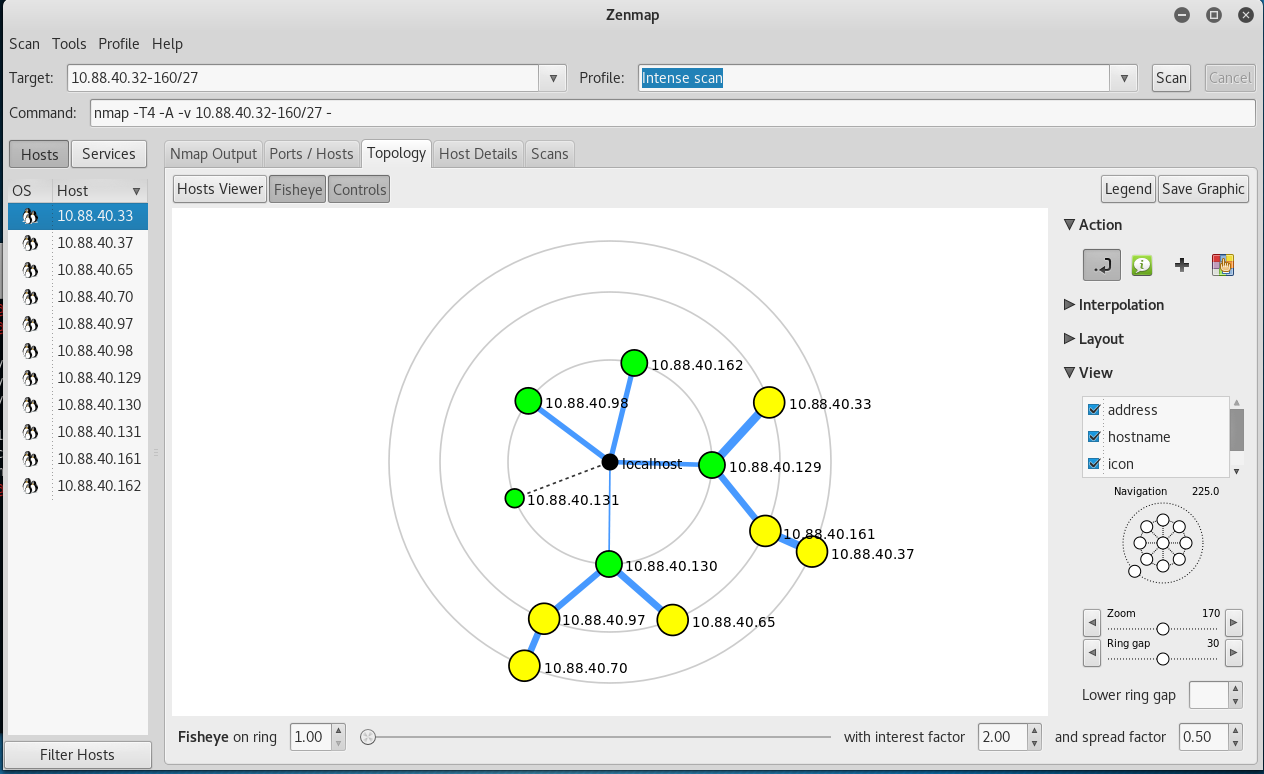 Zenmap
Scan Tools Profile Help
Target: 10.88.40.32-160/27 Profile: Intense scan Scan Cancel
Command: nmap -T4 -A -v 10.88.40.32-160/27 -
Hosts Services Nmap Output Ports / Hosts Topology Host Details Scans
OS Host
10.88.40.33
10.88.40.37
10.88.40.65
10.88.40.70
10.88.40.97
10.88.40.98
10.88.40.129
10.88.40.130
10.88.40.131
10.88.40.161
10.88.40.162
Filter Hosts
Hosts Viewer Fisheye Controls Legend Save Graphic
10.88.40.162
10.88.40.98
10.88.40.33
localhost
10.88.40.129
10.88.40.131
10.88.40.161
10.88.40.37
10.88.40.130
10.88.40.97
10.88.40.65
10.88.40.70
Action
Interpolation
Layout
View
address
hostname
icon
Navigation 225.0
Zoom 170
Ring gap 30
Lower ring gap
Fisheye on ring 1.00 with interest factor 2.00 and spread factor 0.50